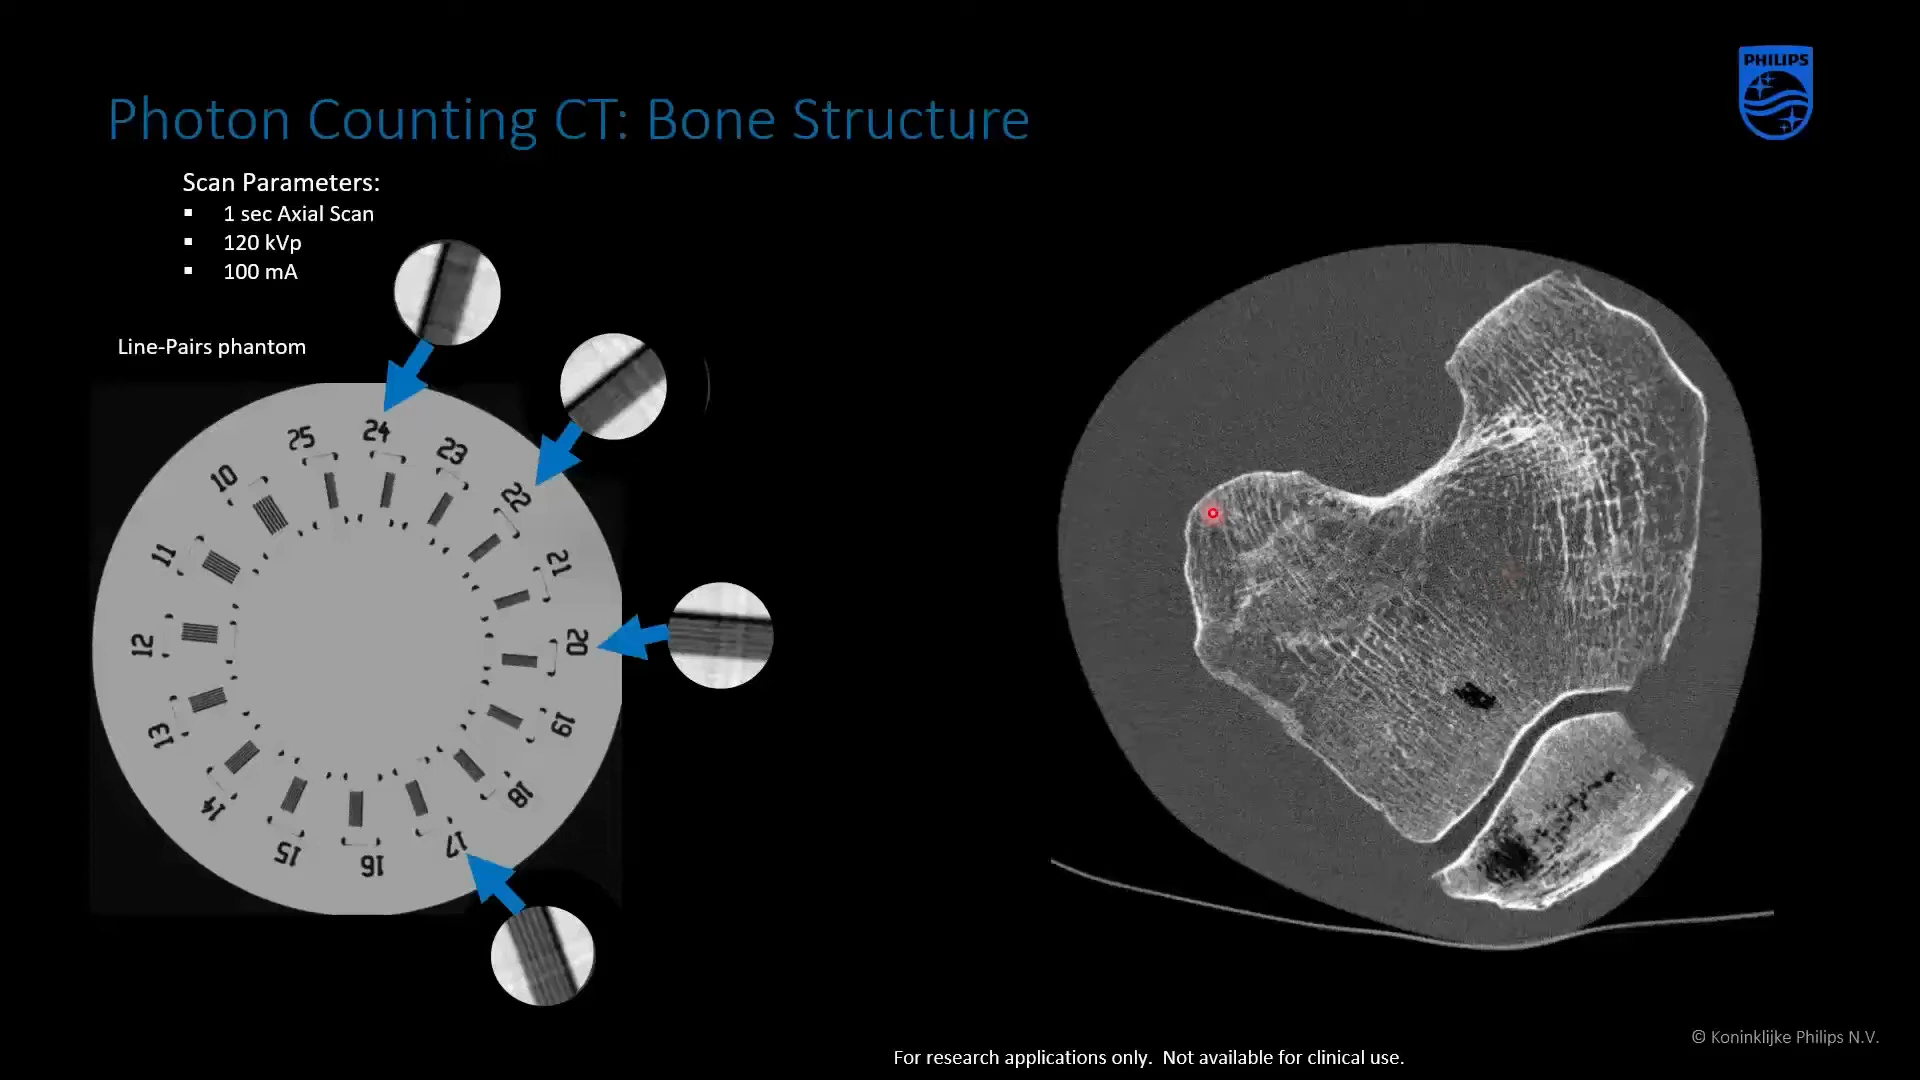 PHILIPS
Photon Counting CT: Bone Structure
Scan Parameters:
▪ 1 sec Axial Scan
▪ 120 kVp
▪ 100 mA
Line-Pairs phantom
25
24
23
22
21
20
19
18
17
16
15
14
13
12
11
10
© Koninklijke Philips N.V.
For research applications only. Not available for clinical use.